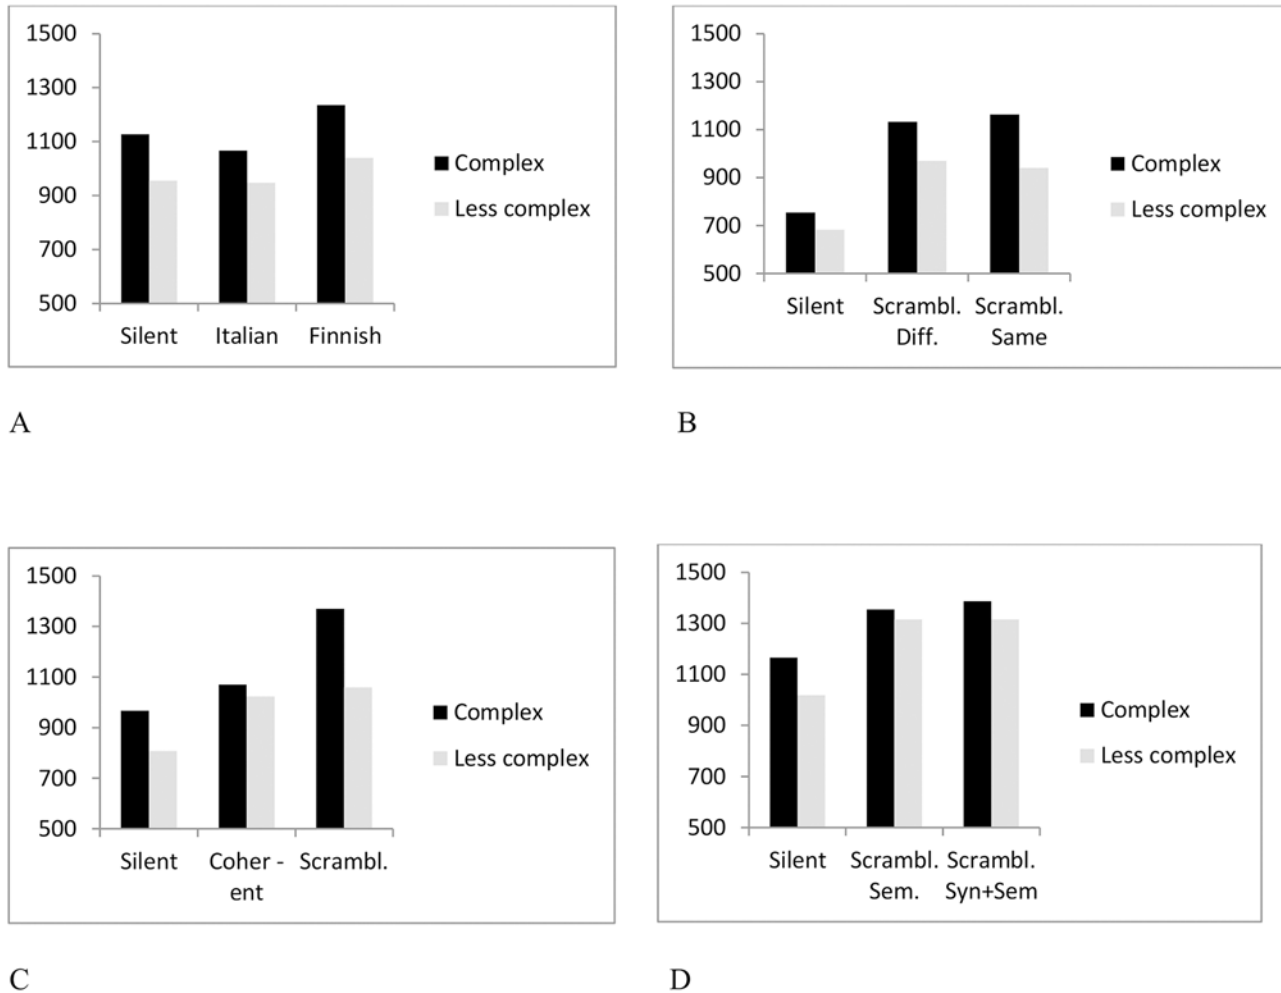 1500
1300
1100
900
700
500
Silent Italian Finnish
Complex
Less complex
A
1500
1300
1100
900
700
500
Silent Scrambl. Scrambl.
Diff. Same
Complex
Less complex
B
1500
1300
1100
900
700
500
Silent Coher - Scrambl.
ent
Complex
Less complex
C
1500
1300
1100
900
700
500
Silent Scrambl. Scrambl.
Sem. Syn+Sem
Complex
Less complex
D